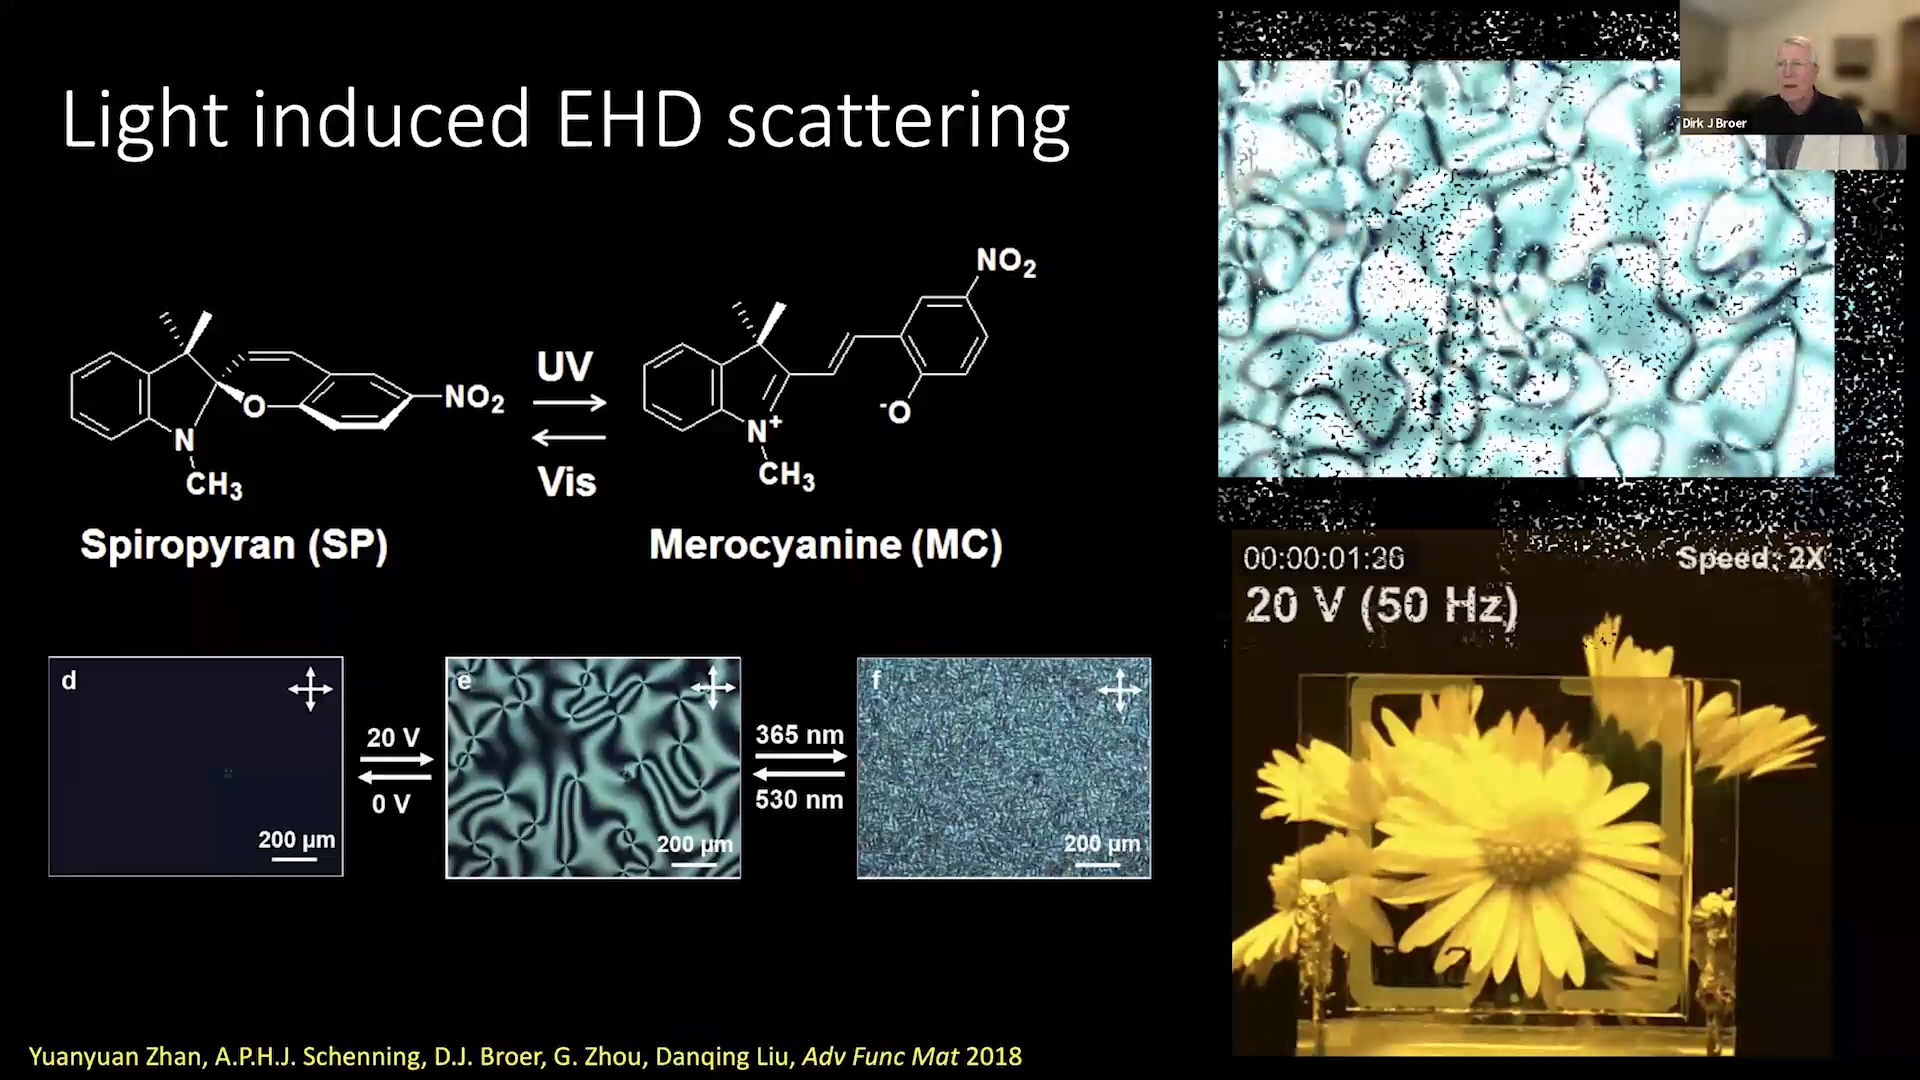 Light induced EHD scattering
NO2
N
CH3
O
Spiropyran (SP)
UV
Vis
NO2
-O
N+
CH3
Merocyanine (MC)
d
200 µm
20 V
0 V
e
200 µm
365 nm
530 nm
f
200 µm
Yuanyuan Zhan, A.P.H.J. Schenning, D.J. Broer, G. Zhou, Danqing Liu, Adv Func Mat 2018
Dirk J Broer
00:00:01:36
Speed: 2X
20 V (50 Hz)